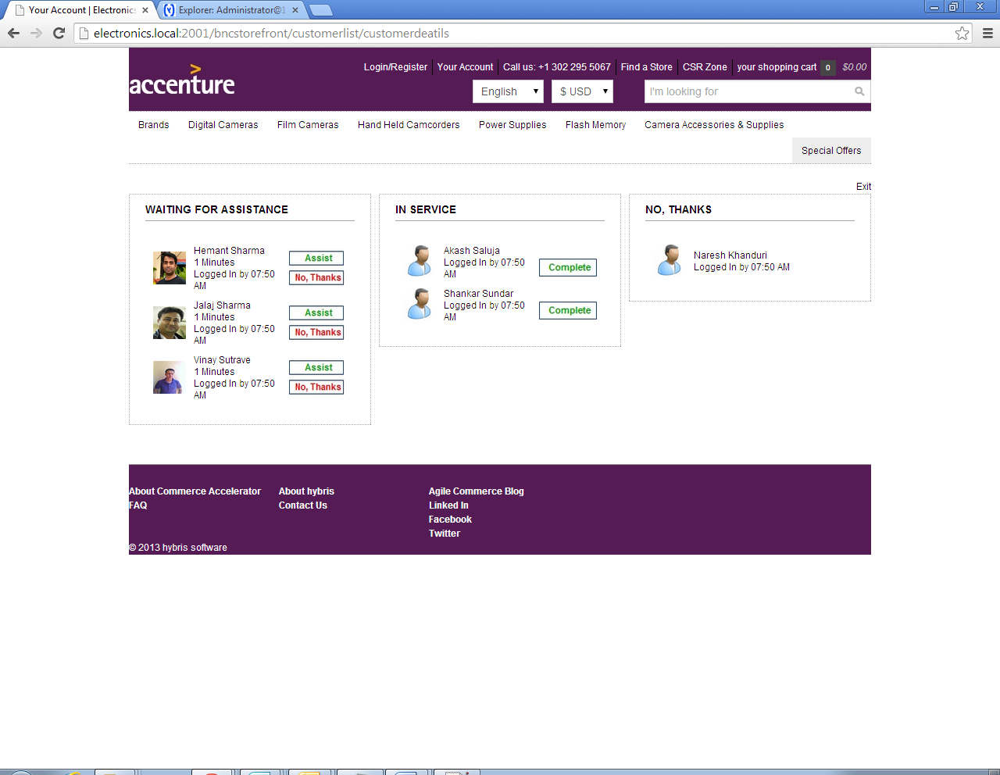 Your Account | Electronics
Explorer: Administrator@1
electronics.local:2001/bncstorefront/customerlist/customerdeatils
accenture
Login/Register
Your Account
Call us: +1 302 295 5067
Find a Store
CSR Zone
your shopping cart 0 $0.00
English
$ USD
I'm looking for
Brands
Digital Cameras
Film Cameras
Hand Held Camcorders
Power Supplies
Flash Memory
Camera Accessories & Supplies
Special Offers
Exit
WAITING FOR ASSISTANCE
Hemant Sharma
1 Minutes
Logged In by 07:50
AM
Assist
No, Thanks
Jalaj Sharma
1 Minutes
Logged In by 07:50
AM
Assist
No, Thanks
Vinay Sutrave
1 Minutes
Logged In by 07:50
AM
Assist
No, Thanks
IN SERVICE
Akash Saluja
Logged In by 07:50
AM
Complete
Shankar Sundar
Logged In by 07:50
AM
Complete
NO, THANKS
Naresh Khanduri
Logged In by 07:50 AM
About Commerce Accelerator
FAQ
About hybris
Contact Us
Agile Commerce Blog
Linked In
Facebook
Twitter
© 2013 hybris software